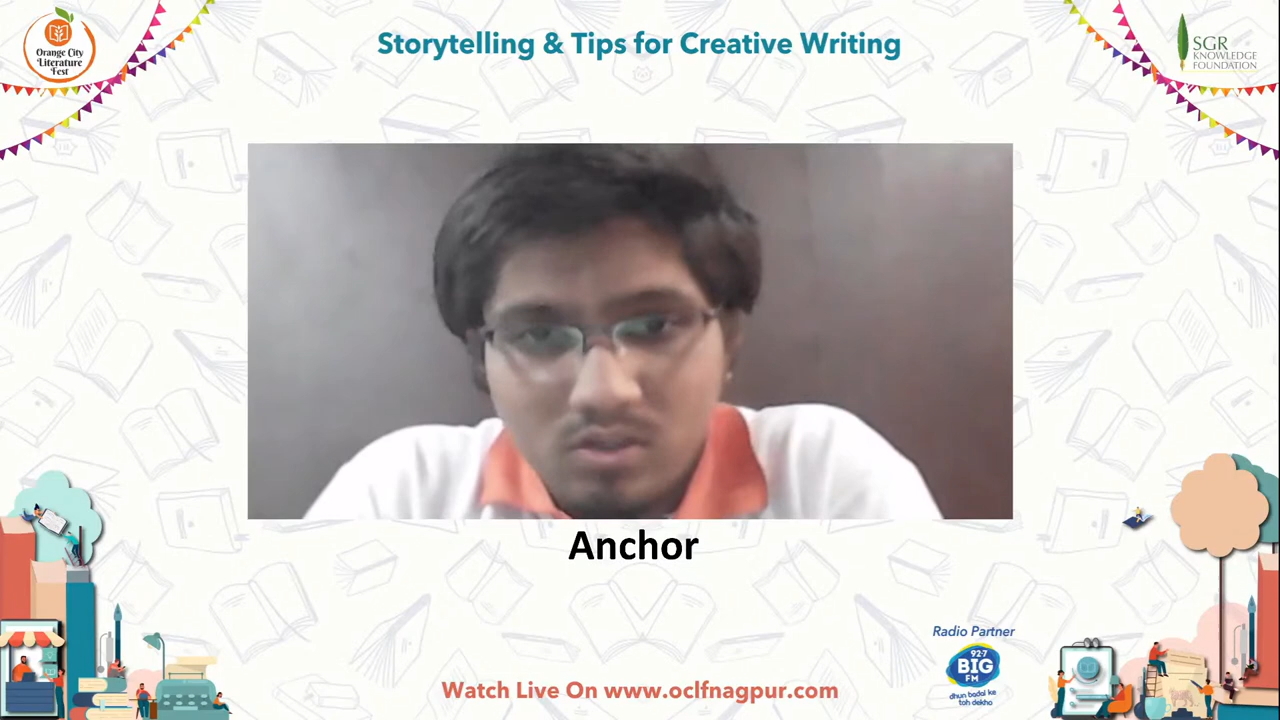 Orange City
Literature
Fest
Storytelling & Tips for Creative Writing
SGR
KNOWLEDGE
FOUNDATION
Anchor
Radio Partner
92·7
BIG
FM
dhun badal ke
toh dekho
Watch Live On www.oclfnagpur.com